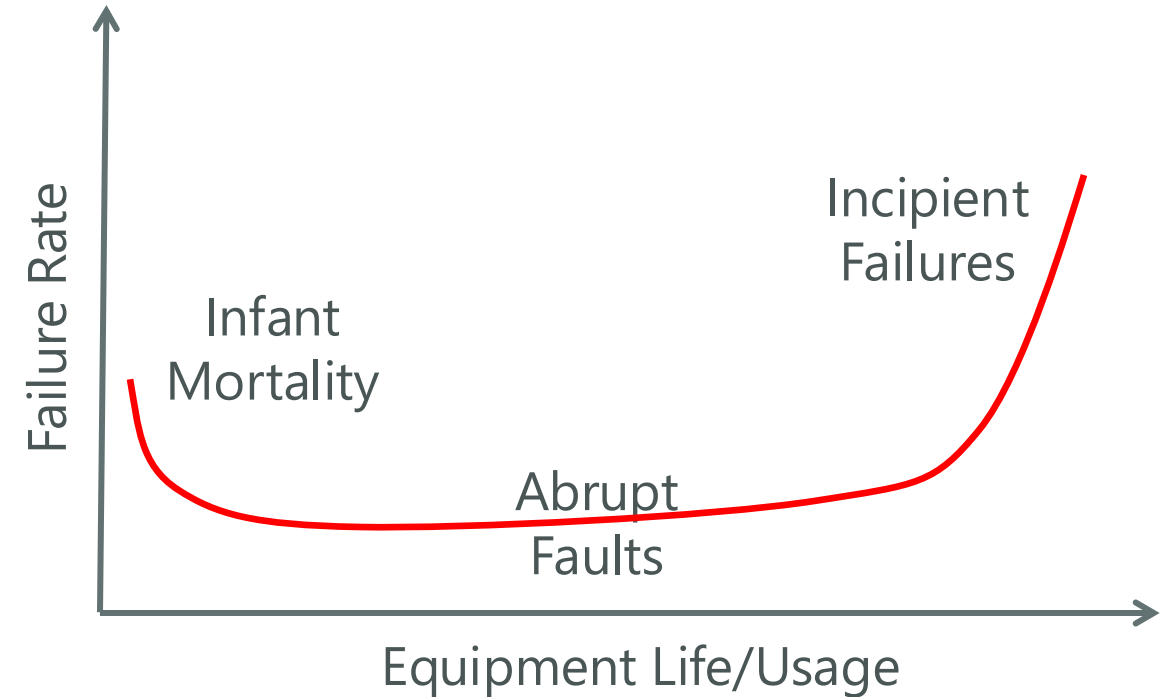 Failure Rate
Infant
Mortality
Abrupt
Faults
Incipient
Failures
Equipment Life/Usage